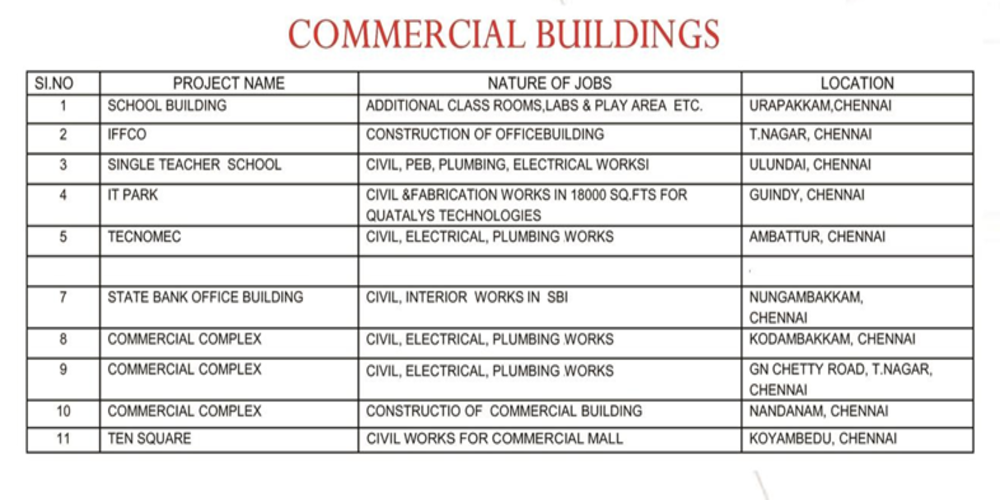 COMMERCIAL BUILDINGS
SI.NO PROJECT NAME NATURE OF JOBS LOCATION
1 SCHOOL BUILDING ADDITIONAL CLASS ROOMS,LABS & PLAY AREA ETC. URAPAKKAM,CHENNAI
2 IFFCO CONSTRUCTION OF OFFICEBUILDING T.NAGAR, CHENNAI
3 SINGLE TEACHER SCHOOL CIVIL, PEB, PLUMBING, ELECTRICAL WORKSI ULUNDAI, CHENNAI
4 IT PARK CIVIL &FABRICATION WORKS IN 18000 SQ.FTS FOR GUINDY, CHENNAI
QUATALYS TECHNOLOGIES
5 TECNOMEC CIVIL, ELECTRICAL, PLUMBING WORKS AMBATTUR, CHENNAI
7 STATE BANK OFFICE BUILDING CIVIL, INTERIOR WORKS IN SBI NUNGAMBAKKAM,
CHENNAI
8 COMMERCIAL COMPLEX CIVIL, ELECTRICAL, PLUMBING WORKS KODAMBAKKAM, CHENNAI
9 COMMERCIAL COMPLEX CIVIL, ELECTRICAL, PLUMBING WORKS GN CHETTY ROAD, T.NAGAR,
CHENNAI
10 COMMERCIAL COMPLEX CONSTRUCTIO OF COMMERCIAL BUILDING NANDANAM, CHENNAI
11 TEN SQUARE CIVIL WORKS FOR COMMERCIAL MALL KOYAMBEDU, CHENNAI